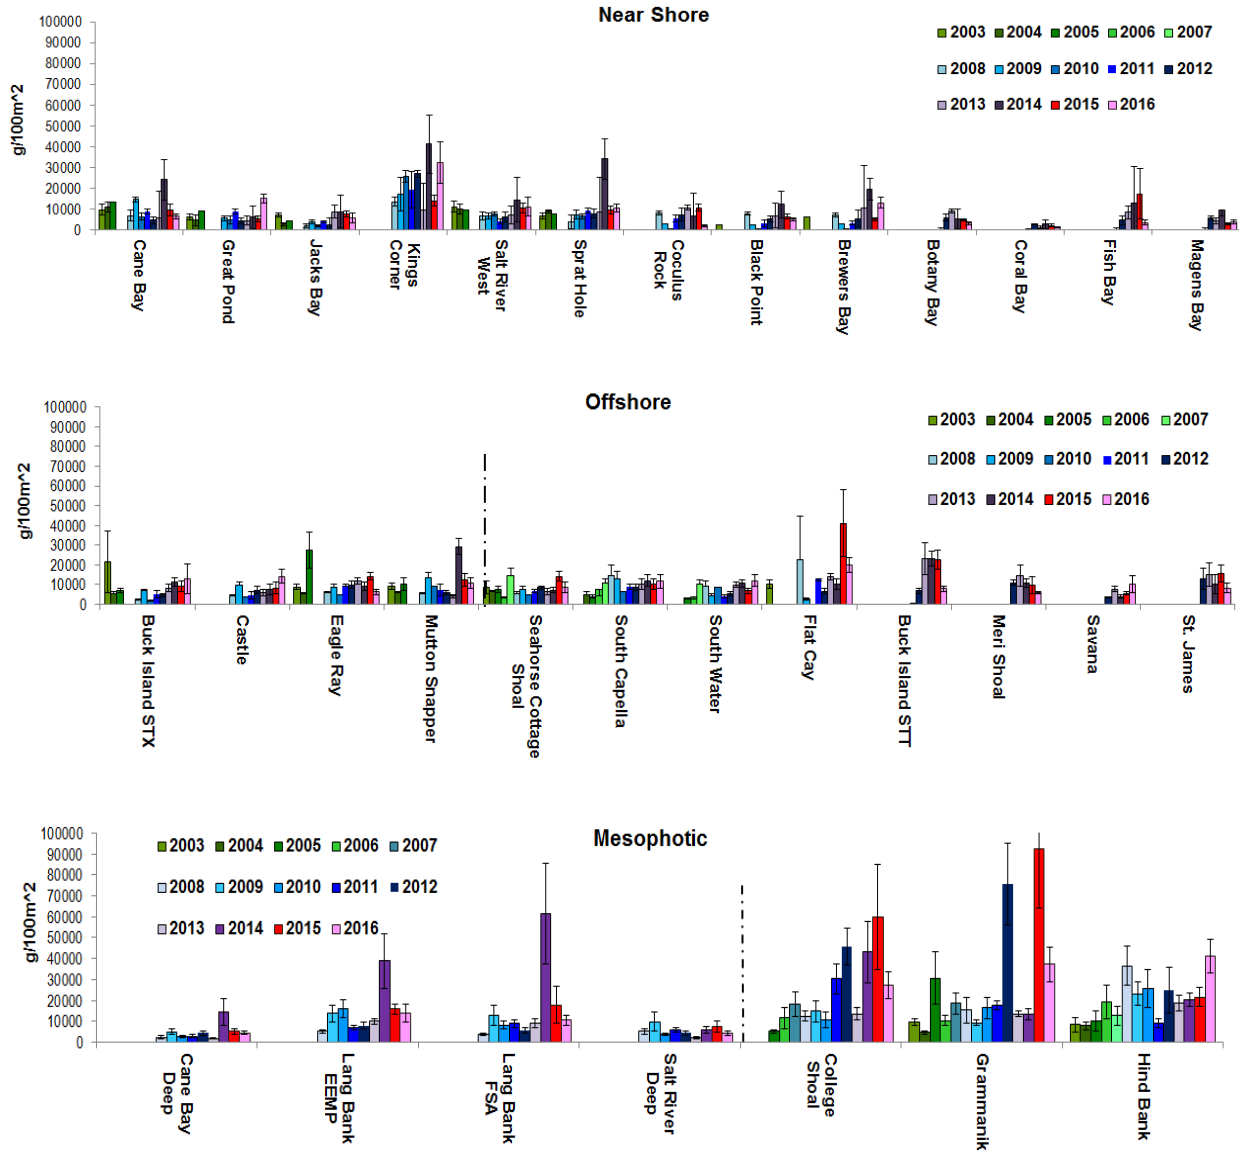 Near Shore
100000
90000
80000
70000
60000
50000
40000
30000
20000
10000
0
g/100m^2
2003 2004 2005 2006 2007
2008 2009 2010 2011 2012
2013 2014 2015 2016
Cane Bay
Great Pond
Jacks Bay
Kings
Corner
Salt River
West
Sprat Hole
Coculus
Rock
Black Point
Brewers Bay
Botany Bay
Coral Bay
Fish Bay
Magens Bay
Offshore
100000
90000
80000
70000
60000
50000
40000
30000
20000
10000
0
g/100m^2
2003 2004 2005 2006 2007
2008 2009 2010 2011 2012
2013 2014 2015 2016
Buck Island STX
Castle
Eagle Ray
Mutton Snapper
Seahorse Cottage
Shoal
South Capella
South Water
Flat Cay
Buck Island STT
Meri Shoal
Savana
St. James
Mesophotic
100000
90000
80000
70000
60000
50000
40000
30000
20000
10000
0
g/100m^2
2003 2004 2005 2006 2007
2008 2009 2010 2011 2012
2013 2014 2015 2016
Cane Bay
Deep
Lang Bank
EEMP
Lang Bank
FSA
Salt River
Deep
College
Shoal
Grammanik
Hind Bank